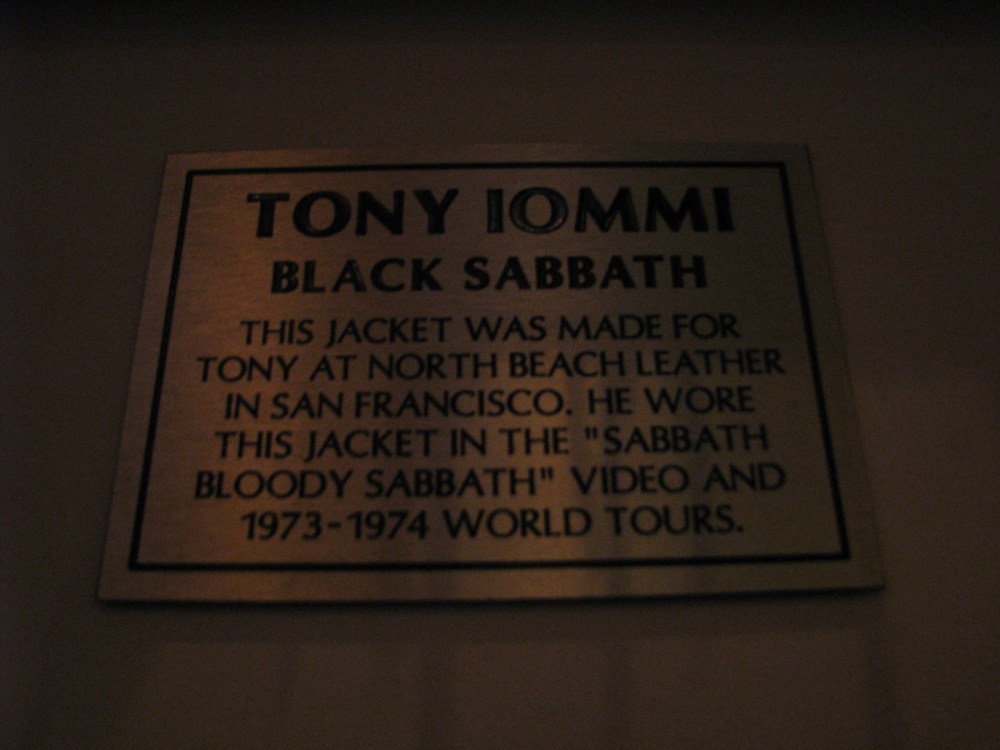 TONY IOMMI
BLACK SABBATH
THIS JACKET WAS MADE FOR
TONY AT NORTH BEACH LEATHER
IN SAN FRANCISCO. HE WORE
THIS JACKET IN THE "SABBATH
BLOODY SABBATH" VIDEO AND
1973-1974 WORLD TOURS.